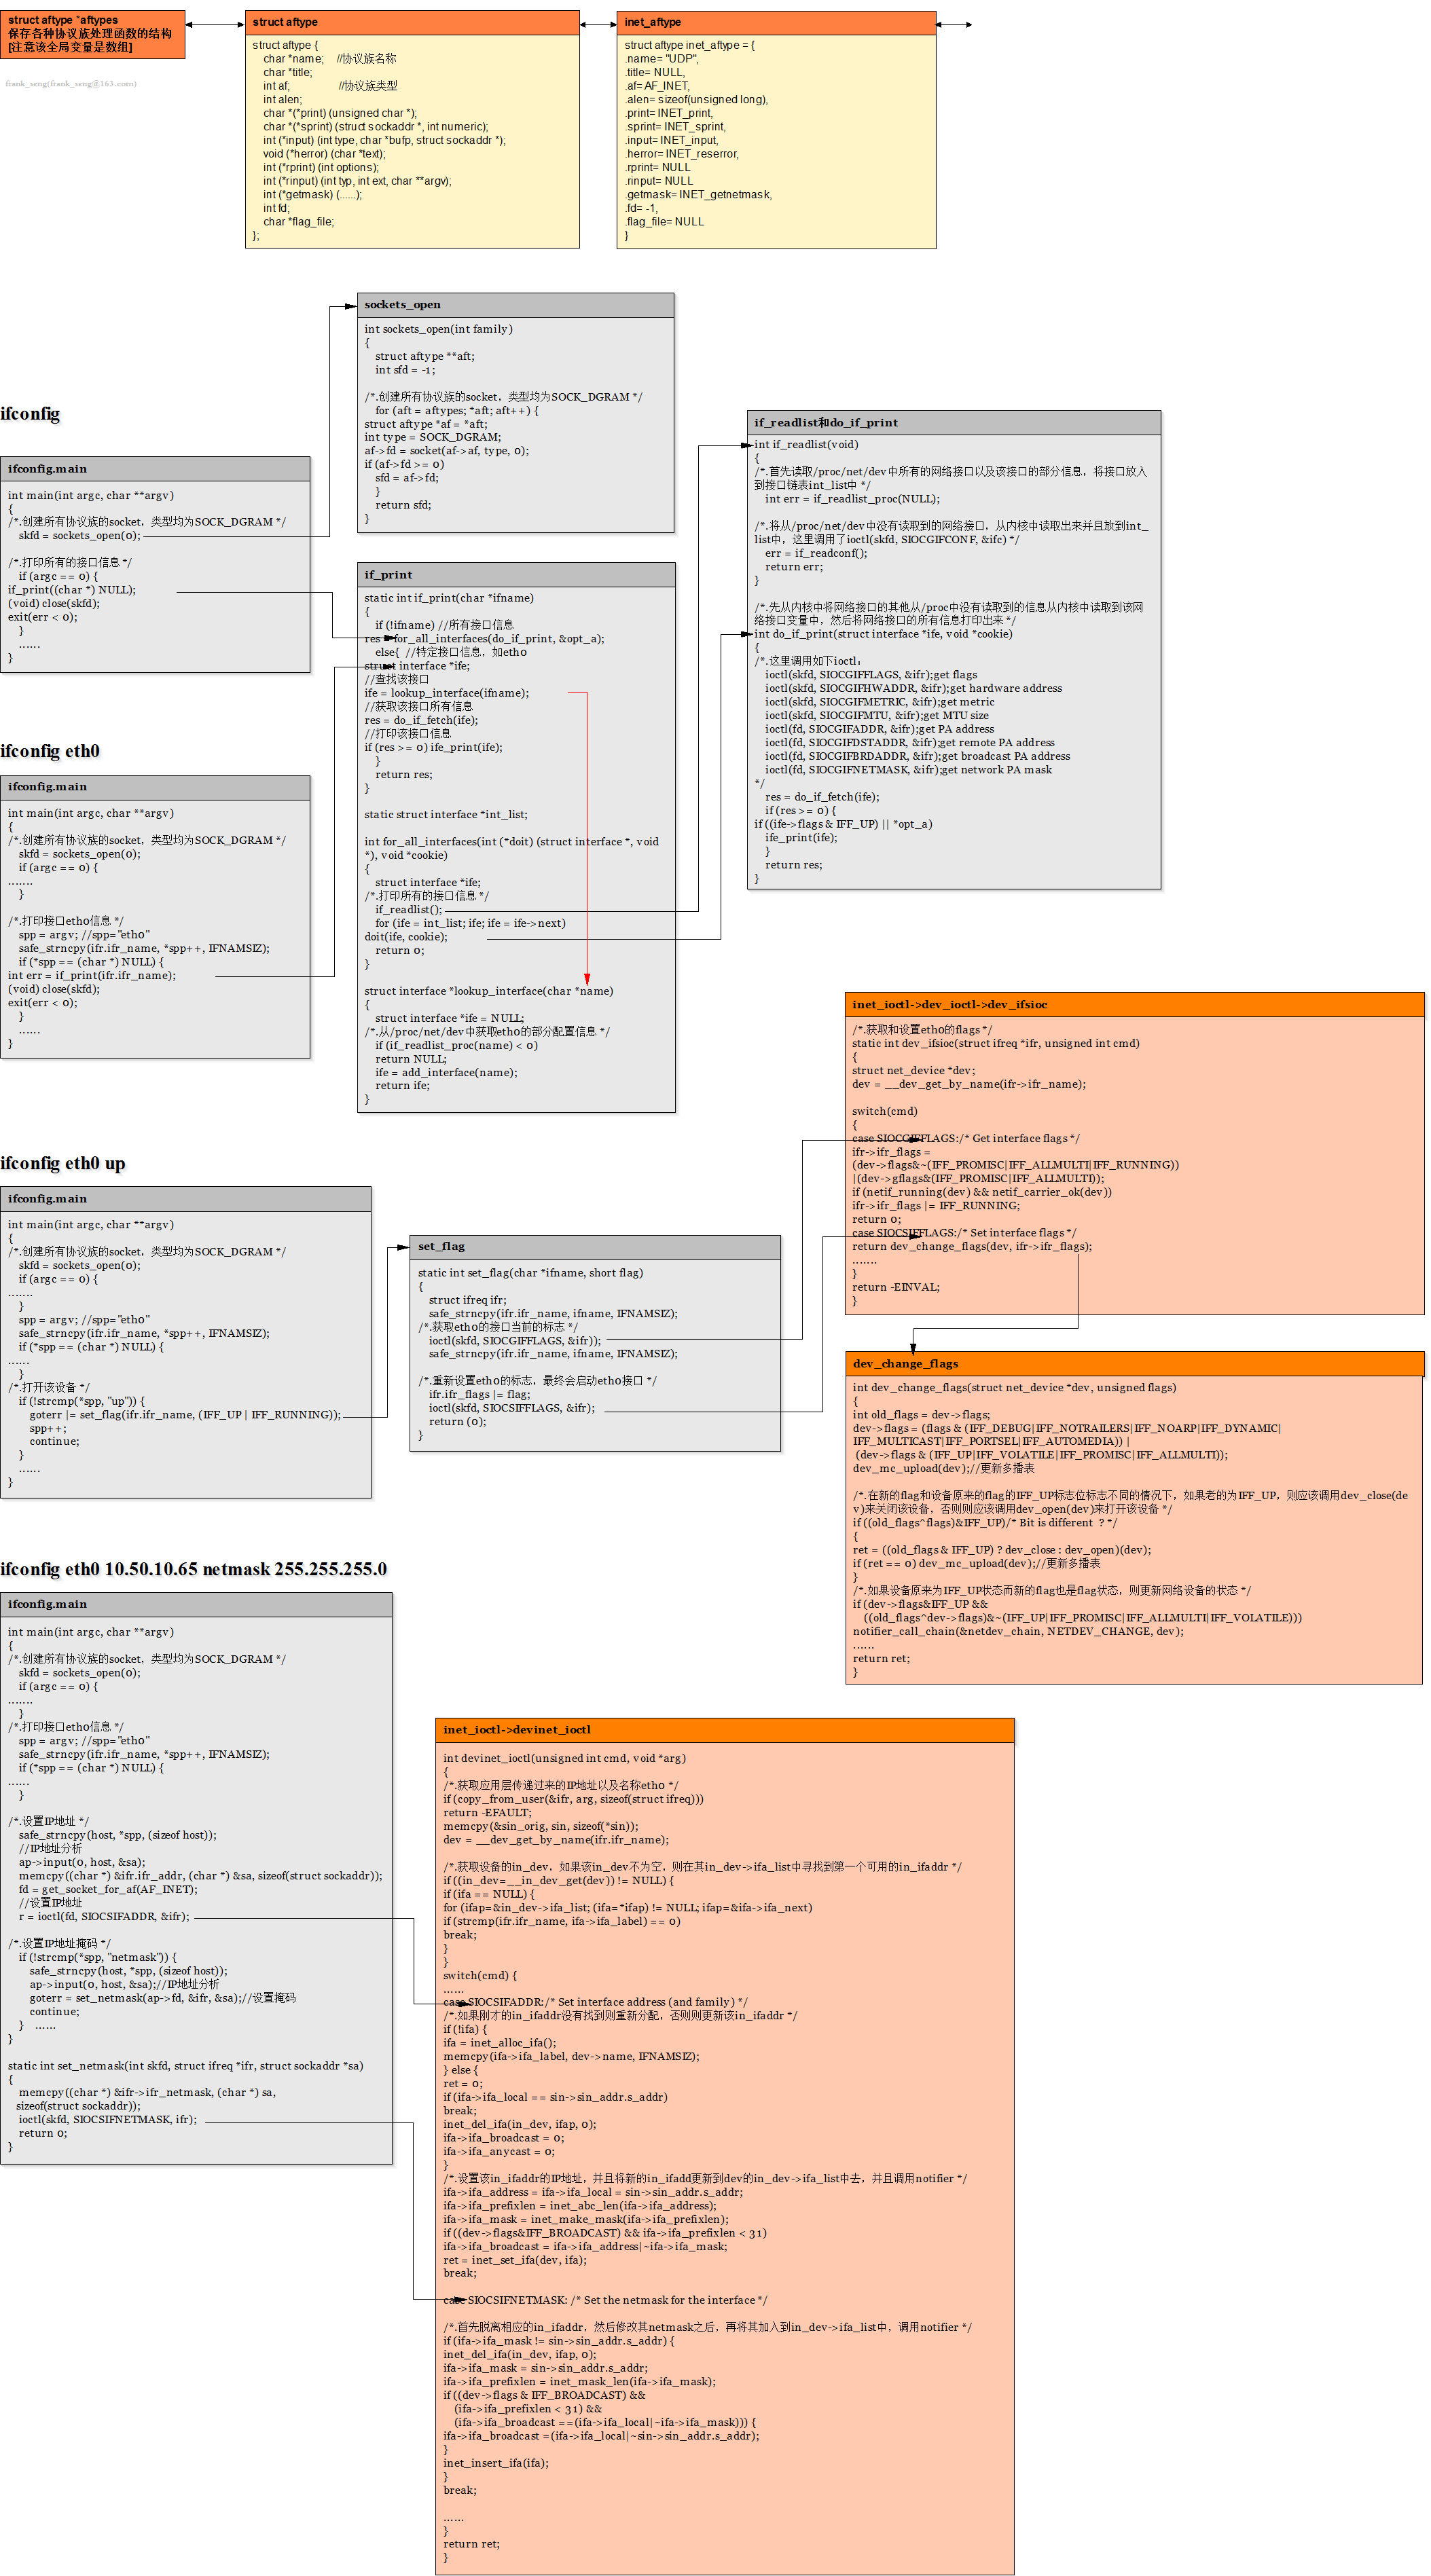 struct aftype *aftypes
保存各种协议族处理函数的结构
[注意该全局变量是数组]
frank_seng(frank_seng@163.com)
struct aftype
struct aftype {
char *name; //协议族名称
char *title;
int af; //协议族类型
int alen;
char *(*print) (unsigned char *);
char *(*sprint) (struct sockaddr *, int numeric);
int (*input) (int type, char *bufp, struct sockaddr *);
void (*herror) (char *text);
int (*rprint) (int options);
int (*rinput) (int typ, int ext, char **argv);
int (*getmask) (......);
int fd;
char *flag_file;
};
inet_aftype
struct aftype inet_aftype = {
.name= "UDP",
.title= NULL,
.af= AF_INET,
.alen= sizeof(unsigned long),
.print= INET_print,
.sprint= INET_sprint,
.input= INET_input,
.herror= INET_reserror,
.rprint= NULL
.rinput= NULL
.getmask= INET_getnetmask,
.fd= -1,
.flag_file= NULL
}
sockets_open
int sockets_open(int family)
{
struct aftype **aft;
int sfd = -1;
/*.创建所有协议族的socket，类型均为SOCK_DGRAM */
for (aft = aftypes; *aft; aft++) {
struct aftype *af = *aft;
int type = SOCK_DGRAM;
af->fd = socket(af->af, type, 0);
if (af->fd >= 0)
sfd = af->fd;
}
return sfd;
}
ifconfig
ifconfig.main
int main(int argc, char **argv)
{
/*.创建所有协议族的socket，类型均为SOCK_DGRAM */
skfd = sockets_open(0);
/*.打印所有的接口信息 */
if (argc == 0) {
if_print((char *) NULL);
(void) close(skfd);
exit(err < 0);
}
......
}
if_print
static int if_print(char *ifname)
{
if (!ifname) //所有接口信息
res = for_all_interfaces(do_if_print, &opt_a);
else{ //特定接口信息，如eth0
struct interface *ife;
//查找该接口
ife = lookup_interface(ifname);
//获取该接口所有信息
res = do_if_fetch(ife);
//打印该接口信息
if (res >= 0) ife_print(ife);
}
return res;
}
static struct interface *int_list;
int for_all_interfaces(int (*doit) (struct interface *, void
*), void *cookie)
{
struct interface *ife;
/*.打印所有的接口信息 */
if_readlist();
for (ife = int_list; ife; ife = ife->next)
doit(ife, cookie);
return 0;
}
struct interface *lookup_interface(char *name)
{
struct interface *ife = NULL;
/*.从/proc/net/dev中获取eth0的部分配置信息 */
if (if_readlist_proc(name) < 0)
return NULL;
ife = add_interface(name);
return ife;
}
if_readlist和do_if_print
int if_readlist(void)
{
/*.首先读取/proc/net/dev中所有的网络接口以及该接口的部分信息，将接口放入
到接口链表int_list中 */
int err = if_readlist_proc(NULL);
/*.将从/proc/net/dev中没有读取到的网络接口，从内核中读取出来并且放到int_
list中，这里调用了ioctl(skfd, SIOCGIFCONF, &ifc) */
err = if_readconf();
return err;
}
/*.先从内核中将网络接口的其他从/proc中没有读取到的信息从内核中读取到该网
络接口变量中，然后将网络接口的所有信息打印出来 */
int do_if_print(struct interface *ife, void *cookie)
{
/*.这里调用如下ioctl：
ioctl(skfd, SIOCGIFFLAGS, &ifr);get flags
ioctl(skfd, SIOCGIFHWADDR, &ifr);get hardware address
ioctl(skfd, SIOCGIFMETRIC, &ifr);get metric
ioctl(skfd, SIOCGIFMTU, &ifr);get MTU size
ioctl(fd, SIOCGIFADDR, &ifr);get PA address
ioctl(fd, SIOCGIFDSTADDR, &ifr);get remote PA address
ioctl(fd, SIOCGIFBRDADDR, &ifr);get broadcast PA address
ioctl(fd, SIOCGIFNETMASK, &ifr);get network PA mask
*/
res = do_if_fetch(ife);
if (res >= 0) {
if ((ife->flags & IFF_UP) || *opt_a)
ife_print(ife);
}
return res;
}
ifconfig eth0
ifconfig.main
int main(int argc, char **argv)
{
/*.创建所有协议族的socket，类型均为SOCK_DGRAM */
skfd = sockets_open(0);
if (argc == 0) {
.......
}
/*.打印接口eth0信息 */
spp = argv; //spp="eth0"
safe_strncpy(ifr.ifr_name, *spp++, IFNAMSIZ);
if (*spp == (char *) NULL) {
int err = if_print(ifr.ifr_name);
(void) close(skfd);
exit(err < 0);
}
......
}
inet_ioctl->dev_ioctl->dev_ifsioc
/*.获取和设置eth0的flags */
static int dev_ifsioc(struct ifreq *ifr, unsigned int cmd)
{
struct net_device *dev;
dev = __dev_get_by_name(ifr->ifr_name);
switch(cmd)
{
case SIOCGIFFLAGS:/* Get interface flags */
ifr->ifr_flags =
(dev->flags&~(IFF_PROMISC|IFF_ALLMULTI|IFF_RUNNING))
|(dev->gflags&(IFF_PROMISC|IFF_ALLMULTI));
if (netif_running(dev) && netif_carrier_ok(dev))
ifr->ifr_flags |= IFF_RUNNING;
return 0;
case SIOCSIFFLAGS:/* Set interface flags */
return dev_change_flags(dev, ifr->ifr_flags);
.......
}
return -EINVAL;
}
ifconfig eth0 up
ifconfig.main
int main(int argc, char **argv)
{
/*.创建所有协议族的socket，类型均为SOCK_DGRAM */
skfd = sockets_open(0);
if (argc == 0) {
.......
}
spp = argv; //spp="eth0"
safe_strncpy(ifr.ifr_name, *spp++, IFNAMSIZ);
if (*spp == (char *) NULL) {
......
}
/*.打开该设备 */
if (!strcmp(*spp, "up")) {
goterr |= set_flag(ifr.ifr_name, (IFF_UP | IFF_RUNNING));
spp++;
continue;
}
......
}
set_flag
static int set_flag(char *ifname, short flag)
{
struct ifreq ifr;
safe_strncpy(ifr.ifr_name, ifname, IFNAMSIZ);
/*.获取eth0的接口当前的标志 */
ioctl(skfd, SIOCGIFFLAGS, &ifr));
safe_strncpy(ifr.ifr_name, ifname, IFNAMSIZ);
/*.重新设置eth0的标志，最终会启动eth0接口 */
ifr.ifr_flags |= flag;
ioctl(skfd, SIOCSIFFLAGS, &ifr);
return (0);
}
dev_change_flags
int dev_change_flags(struct net_device *dev, unsigned flags)
{
int old_flags = dev->flags;
dev->flags = (flags & (IFF_DEBUG|IFF_NOTRAILERS|IFF_NOARP|IFF_DYNAMIC|
IFF_MULTICAST|IFF_PORTSEL|IFF_AUTOMEDIA)) |
(dev->flags & (IFF_UP|IFF_VOLATILE|IFF_PROMISC|IFF_ALLMULTI));
dev_mc_upload(dev);//更新多播表
/*.在新的flag和设备原来的flag的IFF_UP标志位标志不同的情况下，如果老的为IFF_UP，则应该调用dev_close(de
v)来关闭该设备，否则则应该调用dev_open(dev)来打开该设备 */
if ((old_flags^flags)&IFF_UP)/* Bit is different ? */
{
ret = ((old_flags & IFF_UP) ? dev_close : dev_open)(dev);
if (ret == 0) dev_mc_upload(dev);//更新多播表
}
/*.如果设备原来为IFF_UP状态而新的flag也是flag状态，则更新网络设备的状态 */
if (dev->flags&IFF_UP &&
((old_flags^dev->flags)&~(IFF_UP|IFF_PROMISC|IFF_ALLMULTI|IFF_VOLATILE)))
notifier_call_chain(&netdev_chain, NETDEV_CHANGE, dev);
......
return ret;
}
ifconfig eth0 10.50.10.65 netmask 255.255.255.0
ifconfig.main
int main(int argc, char **argv)
{
/*.创建所有协议族的socket，类型均为SOCK_DGRAM */
skfd = sockets_open(0);
if (argc == 0) {
.......
}
/*.打印接口eth0信息 */
spp = argv; //spp="eth0"
safe_strncpy(ifr.ifr_name, *spp++, IFNAMSIZ);
if (*spp == (char *) NULL) {
......
}
/*.设置IP地址 */
safe_strncpy(host, *spp, (sizeof host));
//IP地址分析
ap->input(0, host, &sa);
memcpy((char *) &ifr.ifr_addr, (char *) &sa, sizeof(struct sockaddr));
fd = get_socket_for_af(AF_INET);
//设置IP地址
r = ioctl(fd, SIOCSIFADDR, &ifr);
/*.设置IP地址掩码 */
if (!strcmp(*spp, "netmask")) {
safe_strncpy(host, *spp, (sizeof host));
ap->input(0, host, &sa);//IP地址分析
goterr = set_netmask(ap->fd, &ifr, &sa);//设置掩码
continue;
} ......
}
static int set_netmask(int skfd, struct ifreq *ifr, struct sockaddr *sa)
{
memcpy((char *) &ifr->ifr_netmask, (char *) sa,
sizeof(struct sockaddr));
ioctl(skfd, SIOCSIFNETMASK, ifr);
return 0;
}
inet_ioctl->devinet_ioctl
int devinet_ioctl(unsigned int cmd, void *arg)
{
/*.获取应用层传递过来的IP地址以及名称eth0 */
if (copy_from_user(&ifr, arg, sizeof(struct ifreq)))
return -EFAULT;
memcpy(&sin_orig, sin, sizeof(*sin));
dev = __dev_get_by_name(ifr.ifr_name);
/*.获取设备的in_dev，如果该in_dev不为空，则在其in_dev->ifa_list中寻找到第一个可用的in_ifaddr */
if ((in_dev=__in_dev_get(dev)) != NULL) {
if (ifa == NULL) {
for (ifap=&in_dev->ifa_list; (ifa=*ifap) != NULL; ifap=&ifa->ifa_next)
if (strcmp(ifr.ifr_name, ifa->ifa_label) == 0)
break;
}
}
switch(cmd) {
......
case SIOCSIFADDR:/* Set interface address (and family) */
/*.如果刚才的in_ifaddr没有找到则重新分配，否则则更新该in_ifaddr */
if (!ifa) {
ifa = inet_alloc_ifa();
memcpy(ifa->ifa_label, dev->name, IFNAMSIZ);
} else {
ret = 0;
if (ifa->ifa_local == sin->sin_addr.s_addr)
break;
inet_del_ifa(in_dev, ifap, 0);
ifa->ifa_broadcast = 0;
ifa->ifa_anycast = 0;
}
/*.设置该in_ifaddr的IP地址，并且将新的in_ifadd更新到dev的in_dev->ifa_list中去，并且调用notifier */
ifa->ifa_address = ifa->ifa_local = sin->sin_addr.s_addr;
ifa->ifa_prefixlen = inet_abc_len(ifa->ifa_address);
ifa->ifa_mask = inet_make_mask(ifa->ifa_prefixlen);
if ((dev->flags&IFF_BROADCAST) && ifa->ifa_prefixlen < 31)
ifa->ifa_broadcast = ifa->ifa_address|~ifa->ifa_mask;
ret = inet_set_ifa(dev, ifa);
break;
case SIOCSIFNETMASK: /* Set the netmask for the interface */
/*.首先脱离相应的in_ifaddr，然后修改其netmask之后，再将其加入到in_dev->ifa_list中，调用notifier */
if (ifa->ifa_mask != sin->sin_addr.s_addr) {
inet_del_ifa(in_dev, ifap, 0);
ifa->ifa_mask = sin->sin_addr.s_addr;
ifa->ifa_prefixlen = inet_mask_len(ifa->ifa_mask);
if ((dev->flags & IFF_BROADCAST) &&
(ifa->ifa_prefixlen < 31) &&
(ifa->ifa_broadcast ==(ifa->ifa_local|~ifa->ifa_mask))) {
ifa->ifa_broadcast =(ifa->ifa_local|~sin->sin_addr.s_addr);
}
inet_insert_ifa(ifa);
}
break;
......
}
return ret;
}